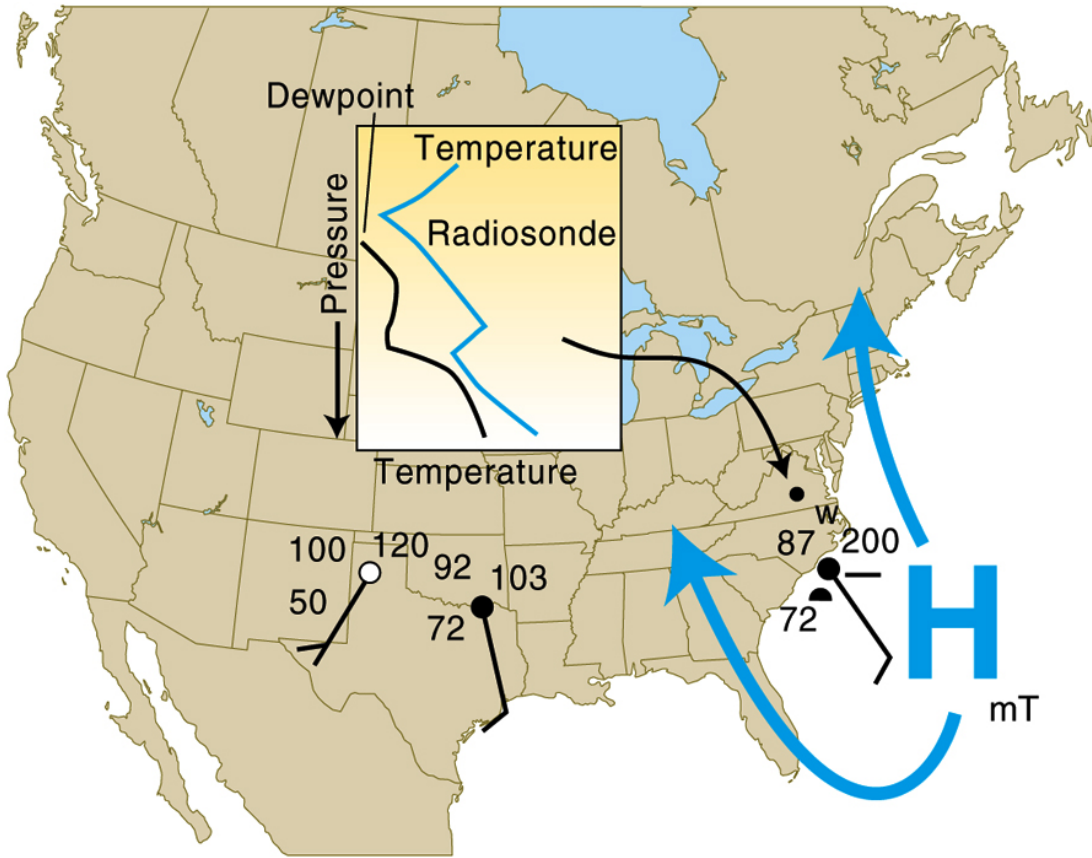 Dewpoint
Temperature
Pressure
Radiosonde
Temperature
w
100 120
50
92 103
72
87 200
72
H
mT